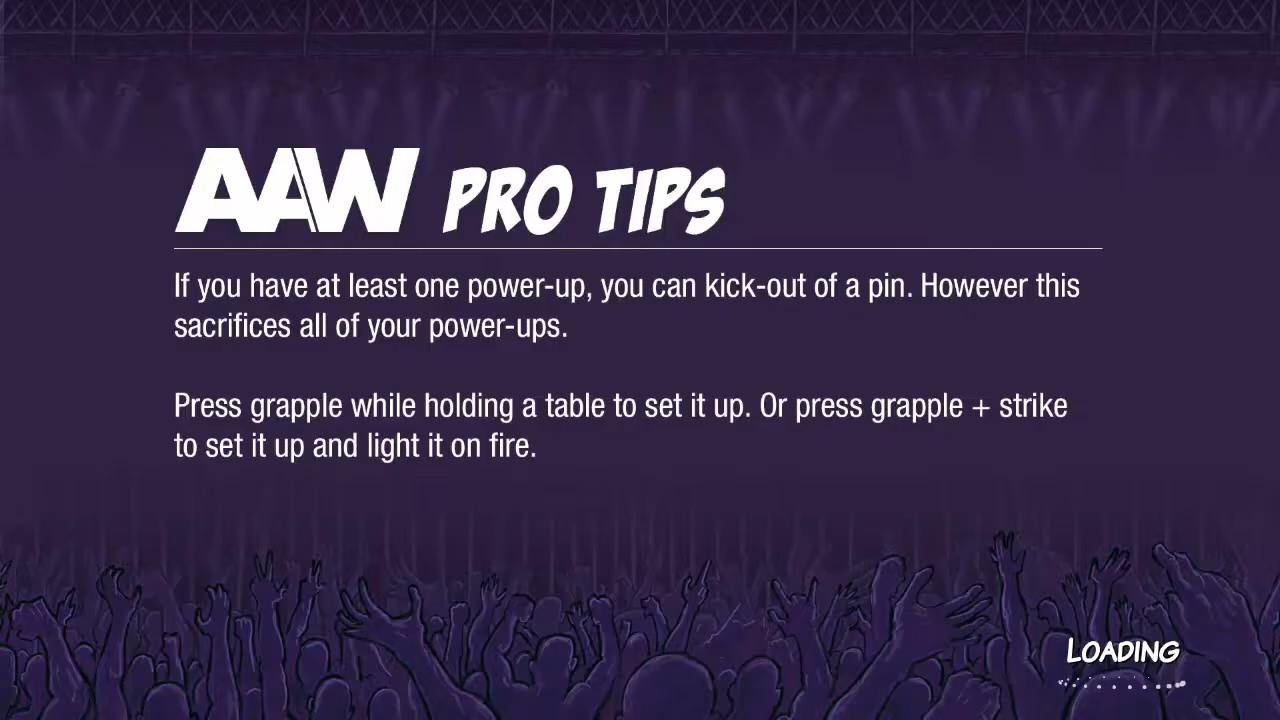 AAW PRO TIPS
If you have at least one power-up, you can kick-out of a pin. However this
sacrifices all of your power-ups.
Press grapple while holding a table to set it up. Or press grapple + strike
to set it up and light it on fire.
LOADING